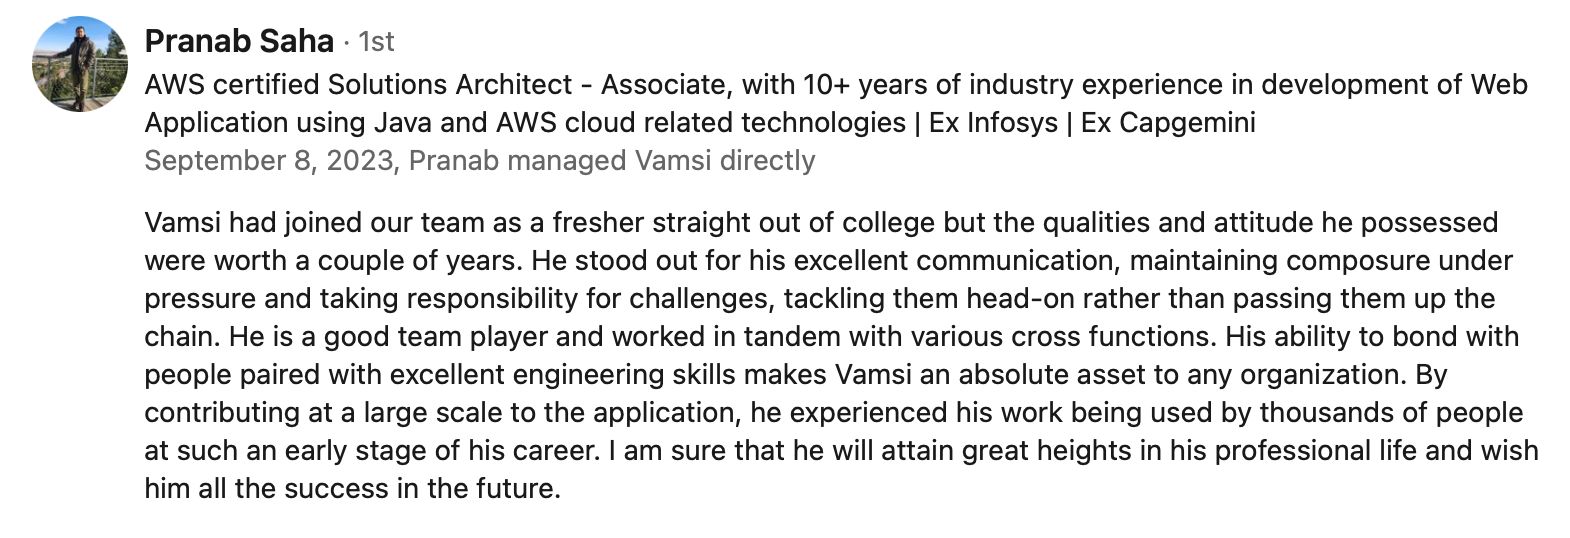 Pranab Saha · 1st
AWS certified Solutions Architect - Associate, with 10+ years of industry experience in development of Web
Application using Java and AWS cloud related technologies | Ex Infosys | Ex Capgemini
September 8, 2023, Pranab managed Vamsi directly
Vamsi had joined our team as a fresher straight out of college but the qualities and attitude he possessed
were worth a couple of years. He stood out for his excellent communication, maintaining composure under
pressure and taking responsibility for challenges, tackling them head-on rather than passing them up the
chain. He is a good team player and worked in tandem with various cross functions. His ability to bond with
people paired with excellent engineering skills makes Vamsi an absolute asset to any organization. By
contributing at a large scale to the application, he experienced his work being used by thousands of people
at such an early stage of his career. I am sure that he will attain great heights in his professional life and wish
him all the success in the future.